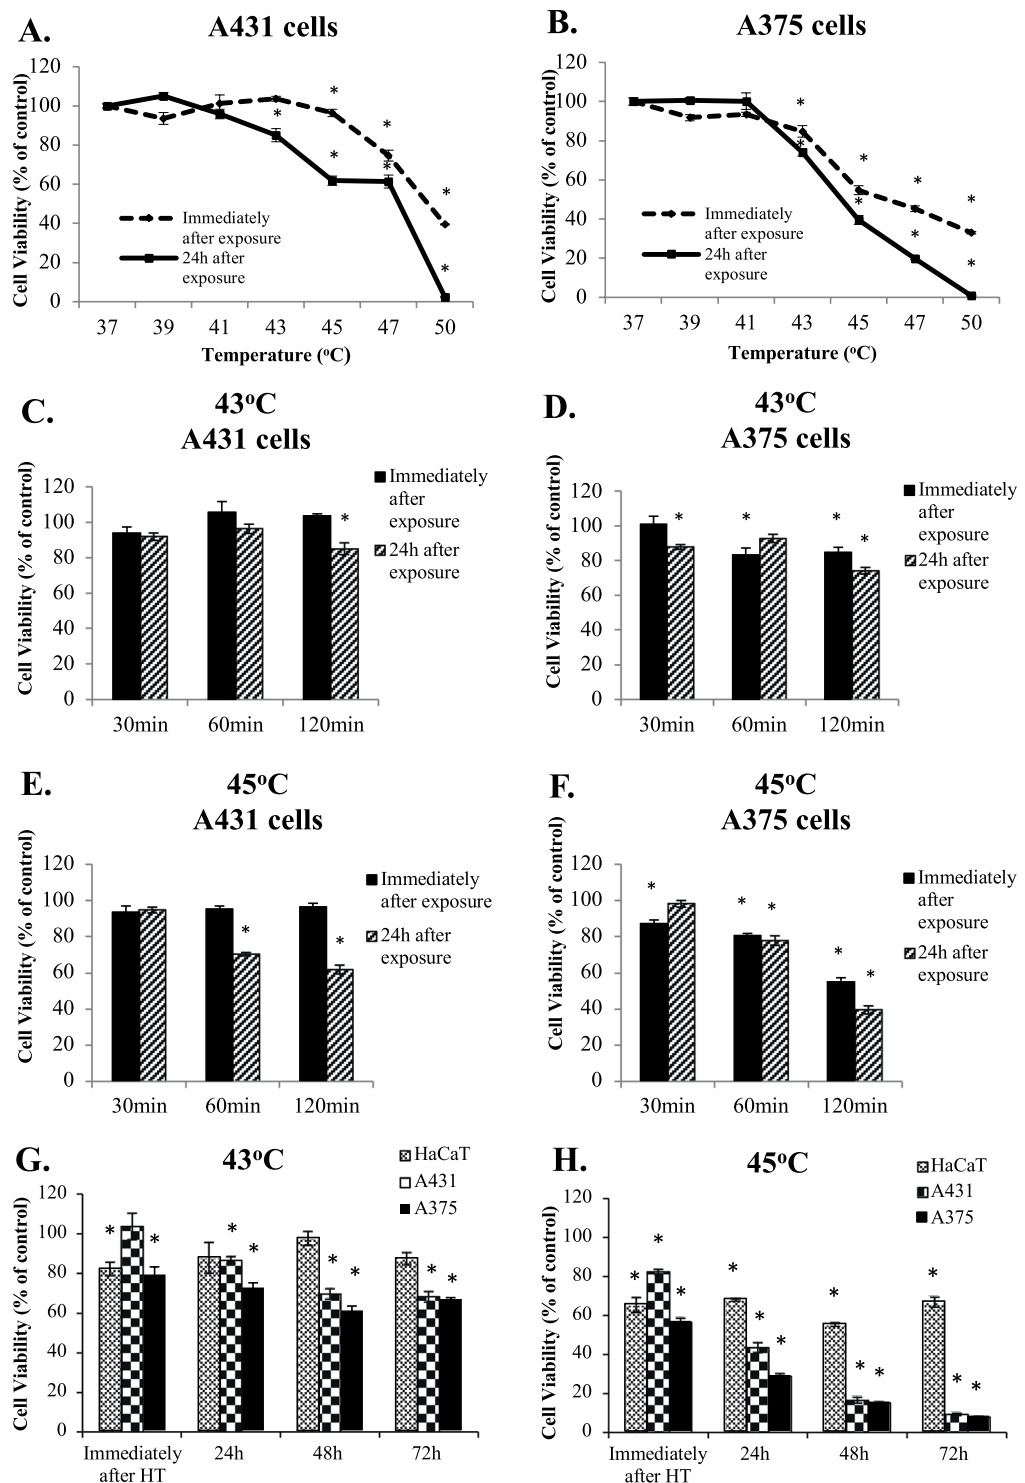 A.
A431 cells
Cell Viability (% of control)
120
100
80
60
40
20
0
* * * * * * * *
Immediately
after exposure
24h after
exposure
37 39 41 43 45 47 50
Temperature (ºC)
B.
A375 cells
Cell Viability (% of control)
120
100
80
60
40
20
0
* * * * * * * *
Immediately
after exposure
24h after
exposure
37 39 41 43 45 47 50
Temperature (ºC)
C.
43ºC
A431 cells
Cell Viability (% of control)
120
100
80
60
40
20
0
*
Immediately
after
exposure
24h after
exposure
30min 60min 120min
D.
43ºC
A375 cells
Cell Viability (% of control)
120
100
80
60
40
20
0
* * * *
Immediately
after
exposure
24h after
exposure
30min 60min 120min
E.
45ºC
A431 cells
Cell Viability (% of control)
120
100
80
60
40
20
0
* *
Immediately
after exposure
24h after
exposure
30min 60min 120min
F.
45ºC
A375 cells
Cell Viability (% of control)
120
100
80
60
40
20
0
* * * * *
Immediately
after
exposure
24h after
exposure
30min 60min 120min
G.
43ºC
HaCaT
A431
A375
Cell Viability (% of control)
120
100
80
60
40
20
0
* * * * * * * *
Immediately
after HT
24h 48h 72h
H.
45ºC
HaCaT
A431
A375
Cell Viability (% of control)
120
100
80
60
40
20
0
* * * * * * * * * * * *
Immediately
after HT
24h 48h 72h